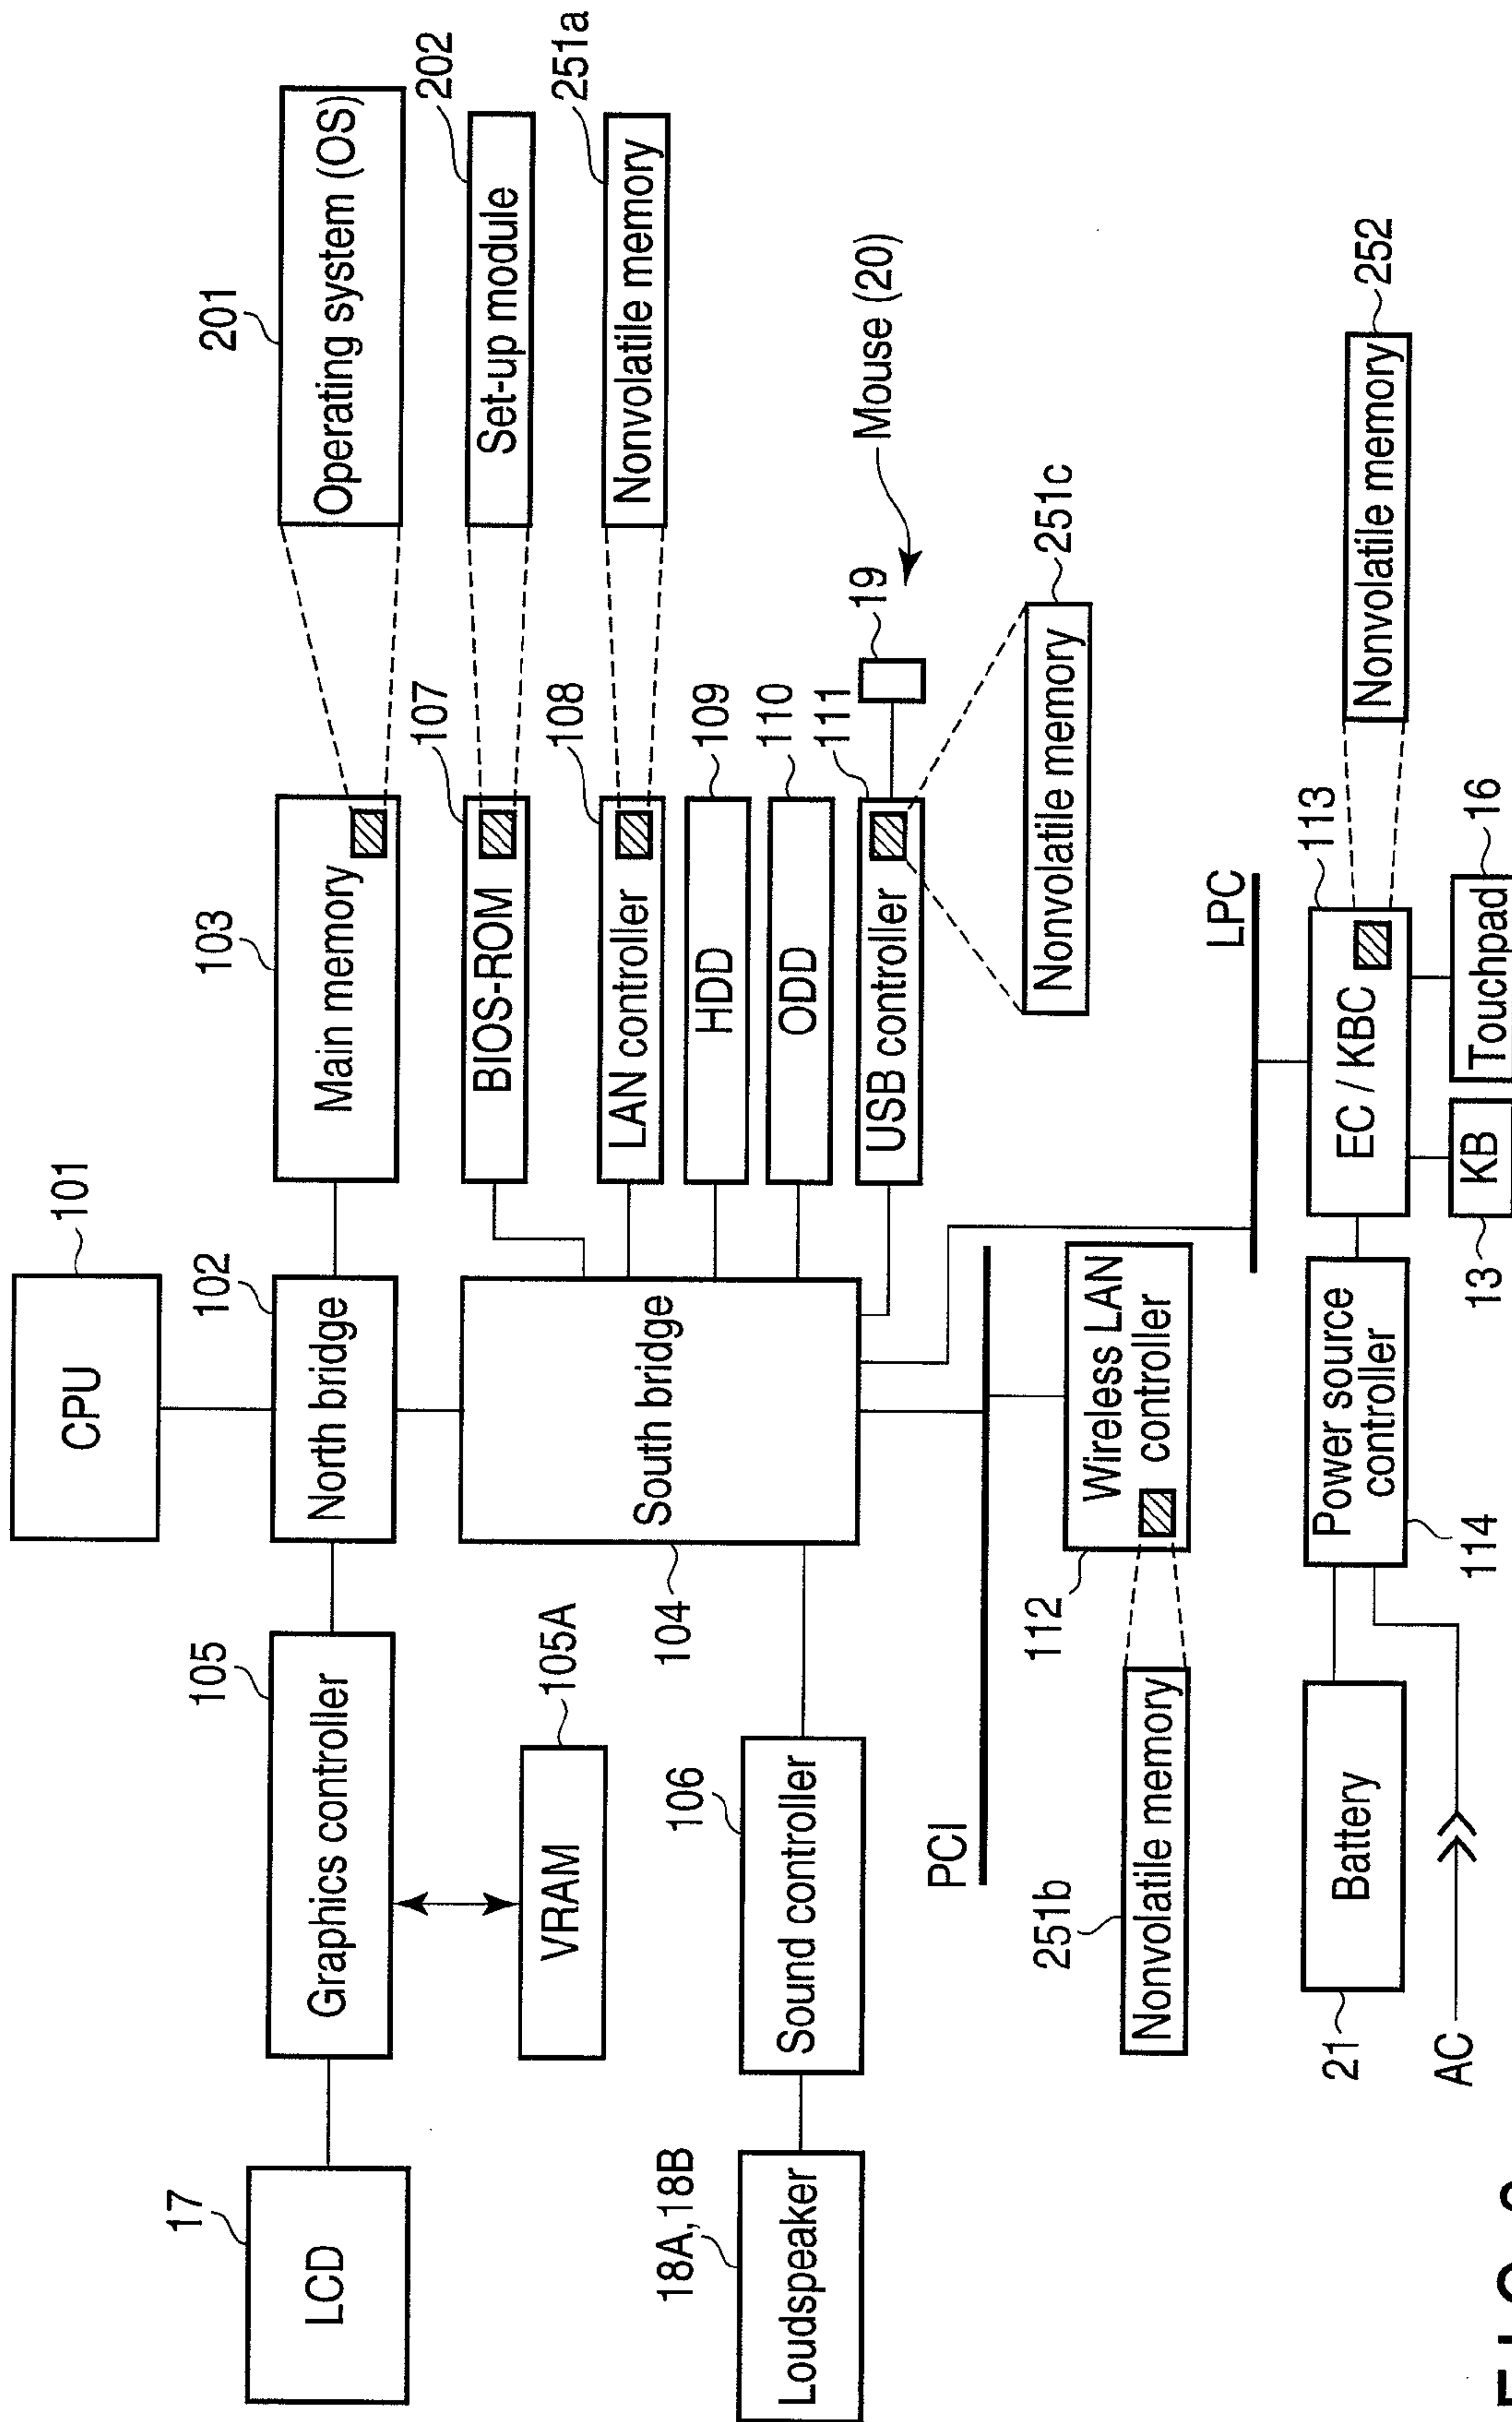 101
CPU
102
North bridge
103
Main memory
201
Operating system (OS)
105
Graphics controller
17
LCD
105A
VRAM
104
South bridge
107
BIOS-ROM
202
Set-up module
108
LAN controller
251a
Nonvolatile memory
HDD
109
ODD
110
USB controller
111
19
Mouse (20)
251c
Nonvolatile memory
106
Sound controller
18A,18B
Loudspeaker
PCI
LPC
112
Wireless LAN
controller
251b
Nonvolatile memory
113
EC / KBC
252
Nonvolatile memory
Power source
controller
114
Battery
21
AC
13
KB
Touchpad
16